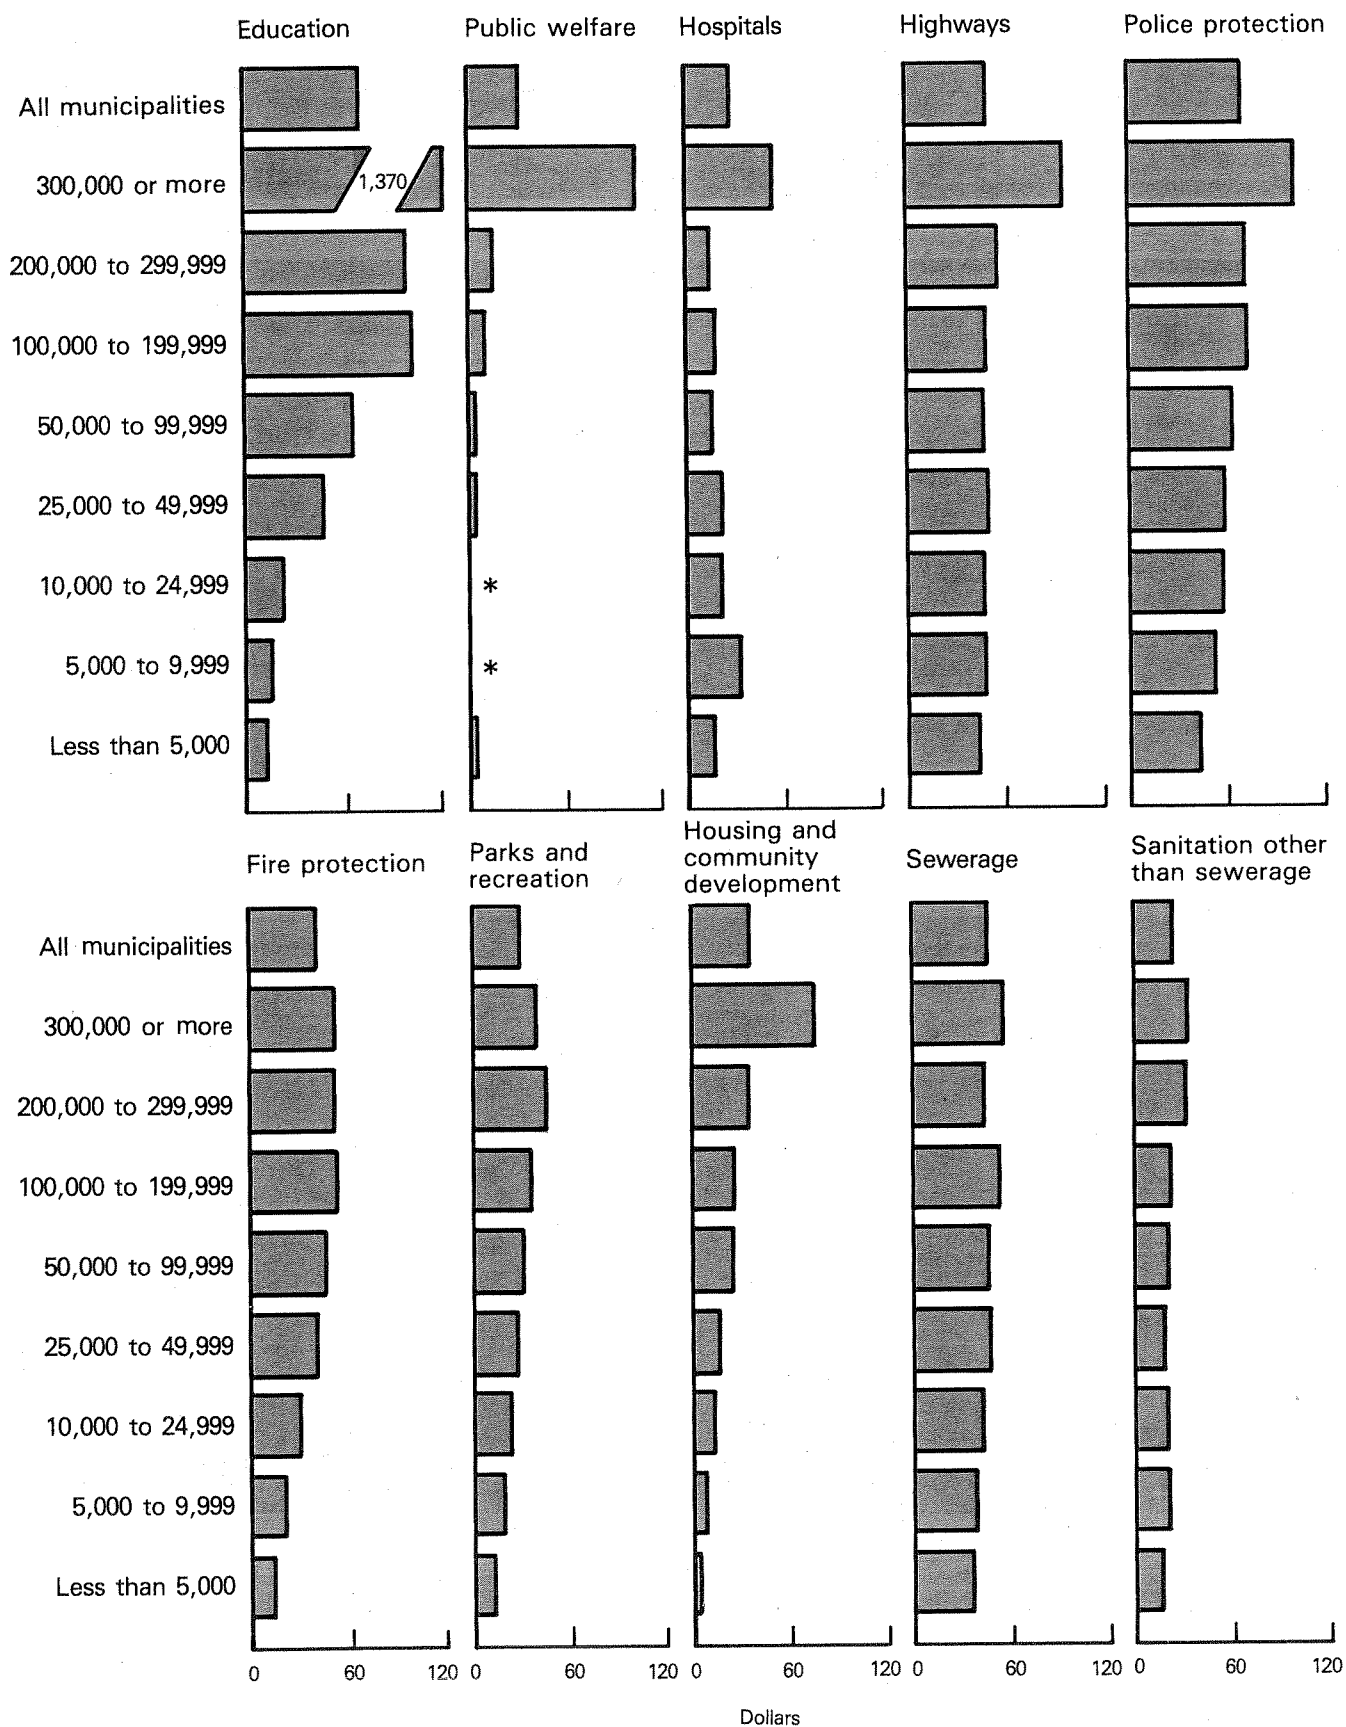 Education
Public welfare
Hospitals
Highways
Police protection
All municipalities
300,000 or more
1,370
200,000 to 299,999
100,000 to 199,999
50,000 to 99,999
25,000 to 49,999
10,000 to 24,999
*
5,000 to 9,999
*
Less than 5,000
Fire protection
Parks and
recreation
Housing and
community
development
Sewerage
Sanitation other
than sewerage
All municipalities
300,000 or more
200,000 to 299,999
100,000 to 199,999
50,000 to 99,999
25,000 to 49,999
10,000 to 24,999
5,000 to 9,999
Less than 5,000
0 60 120 0 60 120 0 60 120 0 60 120 0 60 120
Dollars